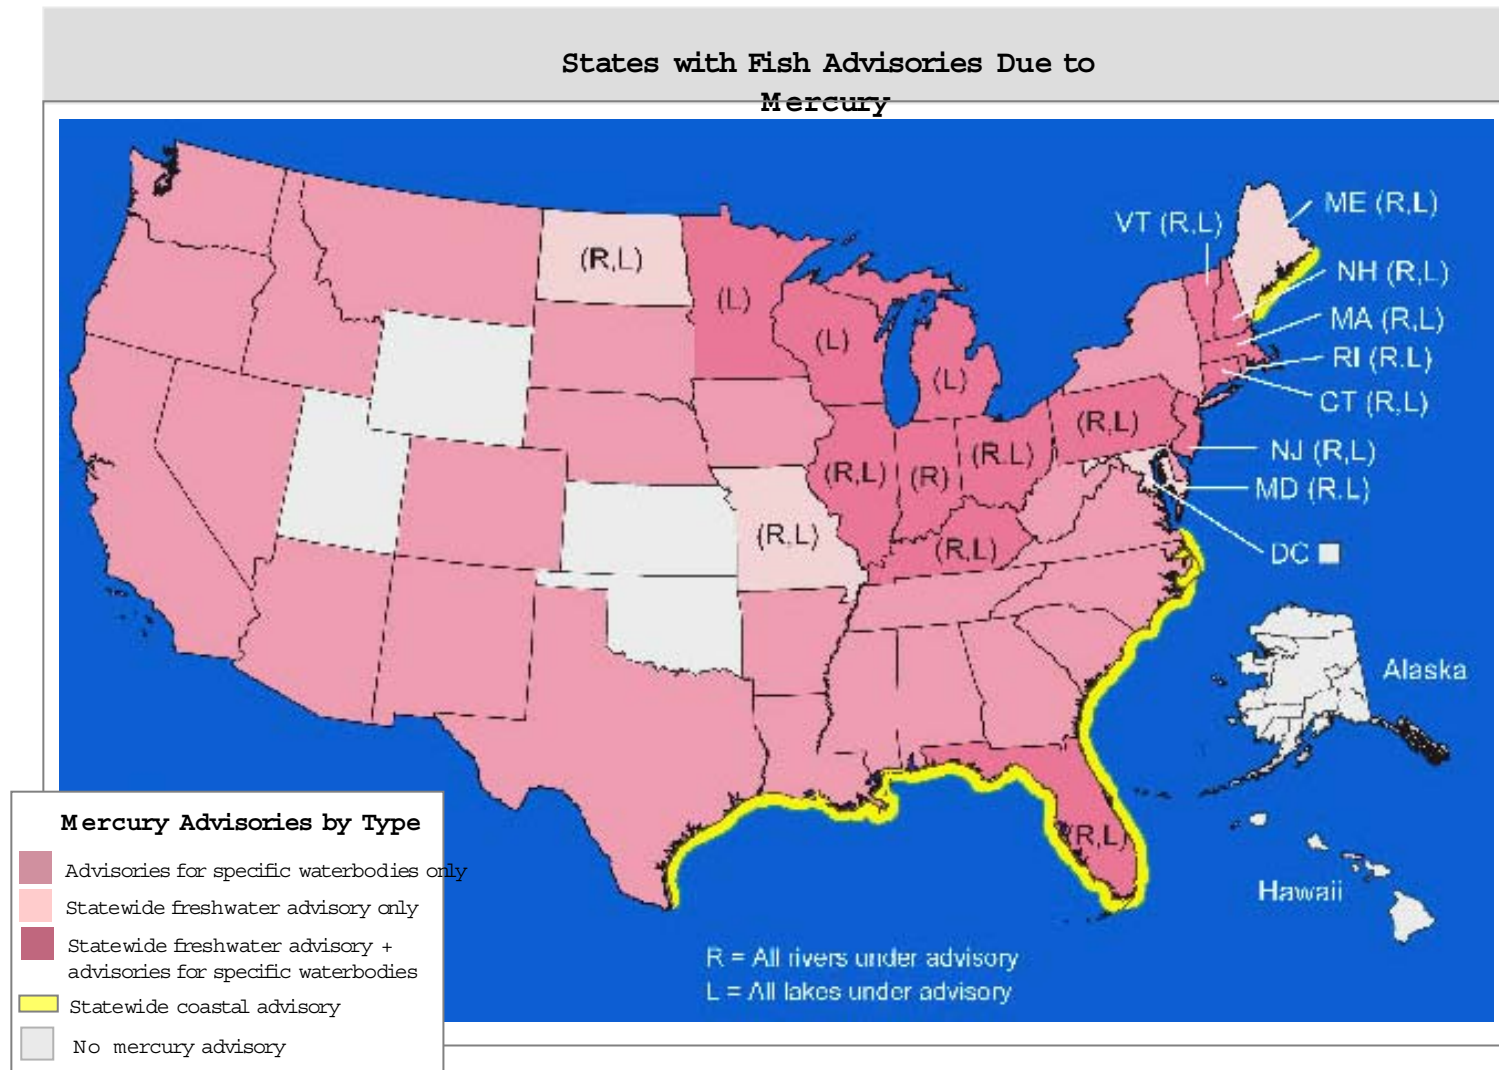 States with Fish Advisories Due to
Mercury
VT (R,L)
ME (R,L)
NH (R,L)
MA (R,L)
RI (R.L)
CT (R,L)
NJ (R,L)
MD (R.L)
DC
(R,L)
(L)
(L)
(L)
(R,L)
(R,L)
(R)
(R.L)
(R,L)
(R,L)
(R,L)
Alaska
Hawaii
R = All rivers under advisory
L = All lakes under advisory
Mercury Advisories by Type
Advisories for specific waterbodies only
Statewide freshwater advisory only
Statewide freshwater advisory +
advisories for specific waterbodies
Statewide coastal advisory
No mercury advisory